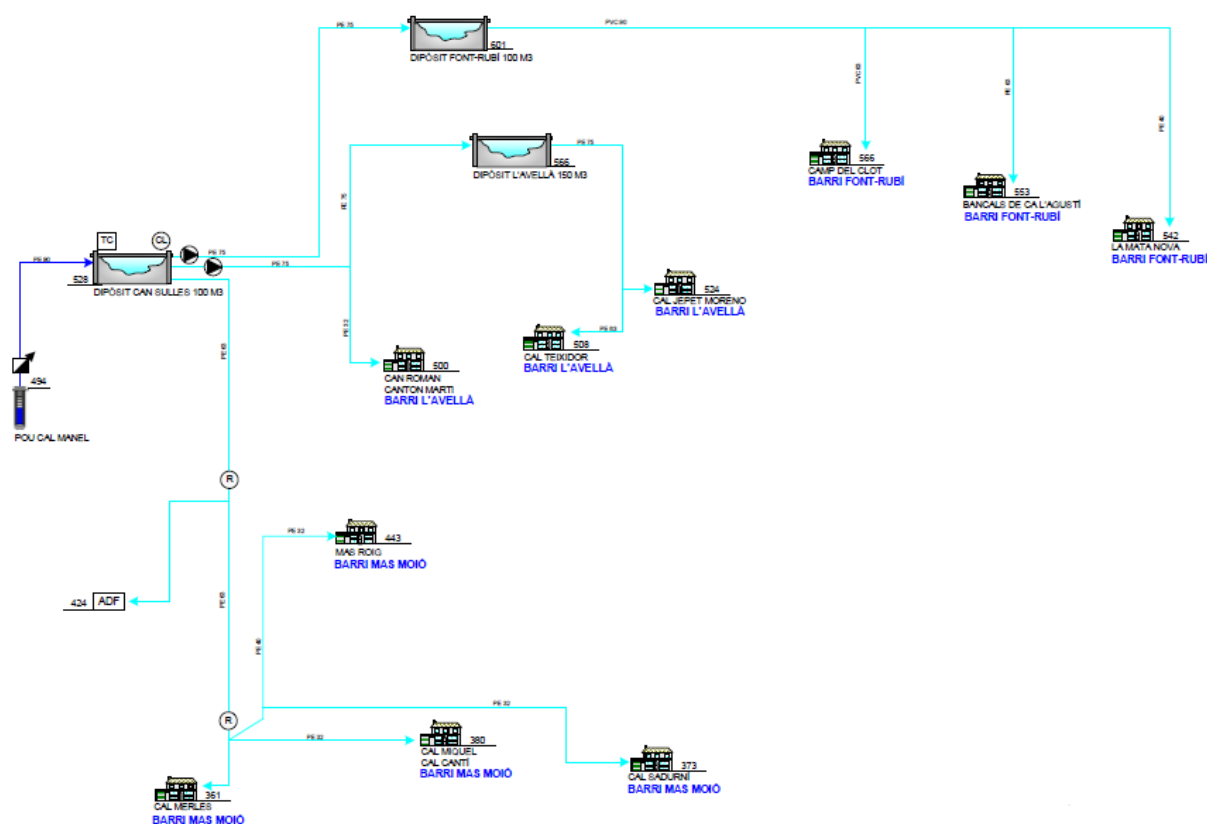 PE 75
PVC 90
601
DIPÒSIT FONT-RUBÍ 100 M3
PVC 63
PE 63
PE 40
PE 75
566
DIPÒSIT L'AVELLÀ 150 M3
566
CAMP DEL CLOT
BARRI FONT-RUBÍ
553
BANCALS DE CA L'AGUSTÍ
BARRI FONT-RUBÍ
PE 75
542
LA MATA NOVA
BARRI FONT-RUBÍ
TC
CL
PE 75
PE 75
PE 90
528
DIPÒSIT CAN SULLES 100 M3
524
CAL JEPET MORENO
BARRI L'AVELLÀ
PE 32
PE 63
508
CAL TEIXIDOR
BARRI L'AVELLÀ
PE 63
500
CAN ROMAN
CANTON MARTI
BARRI L'AVELLÀ
494
POU CAL MANEL
R
PE 32
443
MAS ROIG
BARRI MAS MOIÓ
424
ADF
PE 63
PE 40
PE 32
R
PE 32
380
CAL MIQUEL
CAL CANTÍ
BARRI MAS MOIÓ
373
CAL SADURNÍ
BARRI MAS MOIÓ
361
CAL MERLES
BARRI MAS MOIÓ